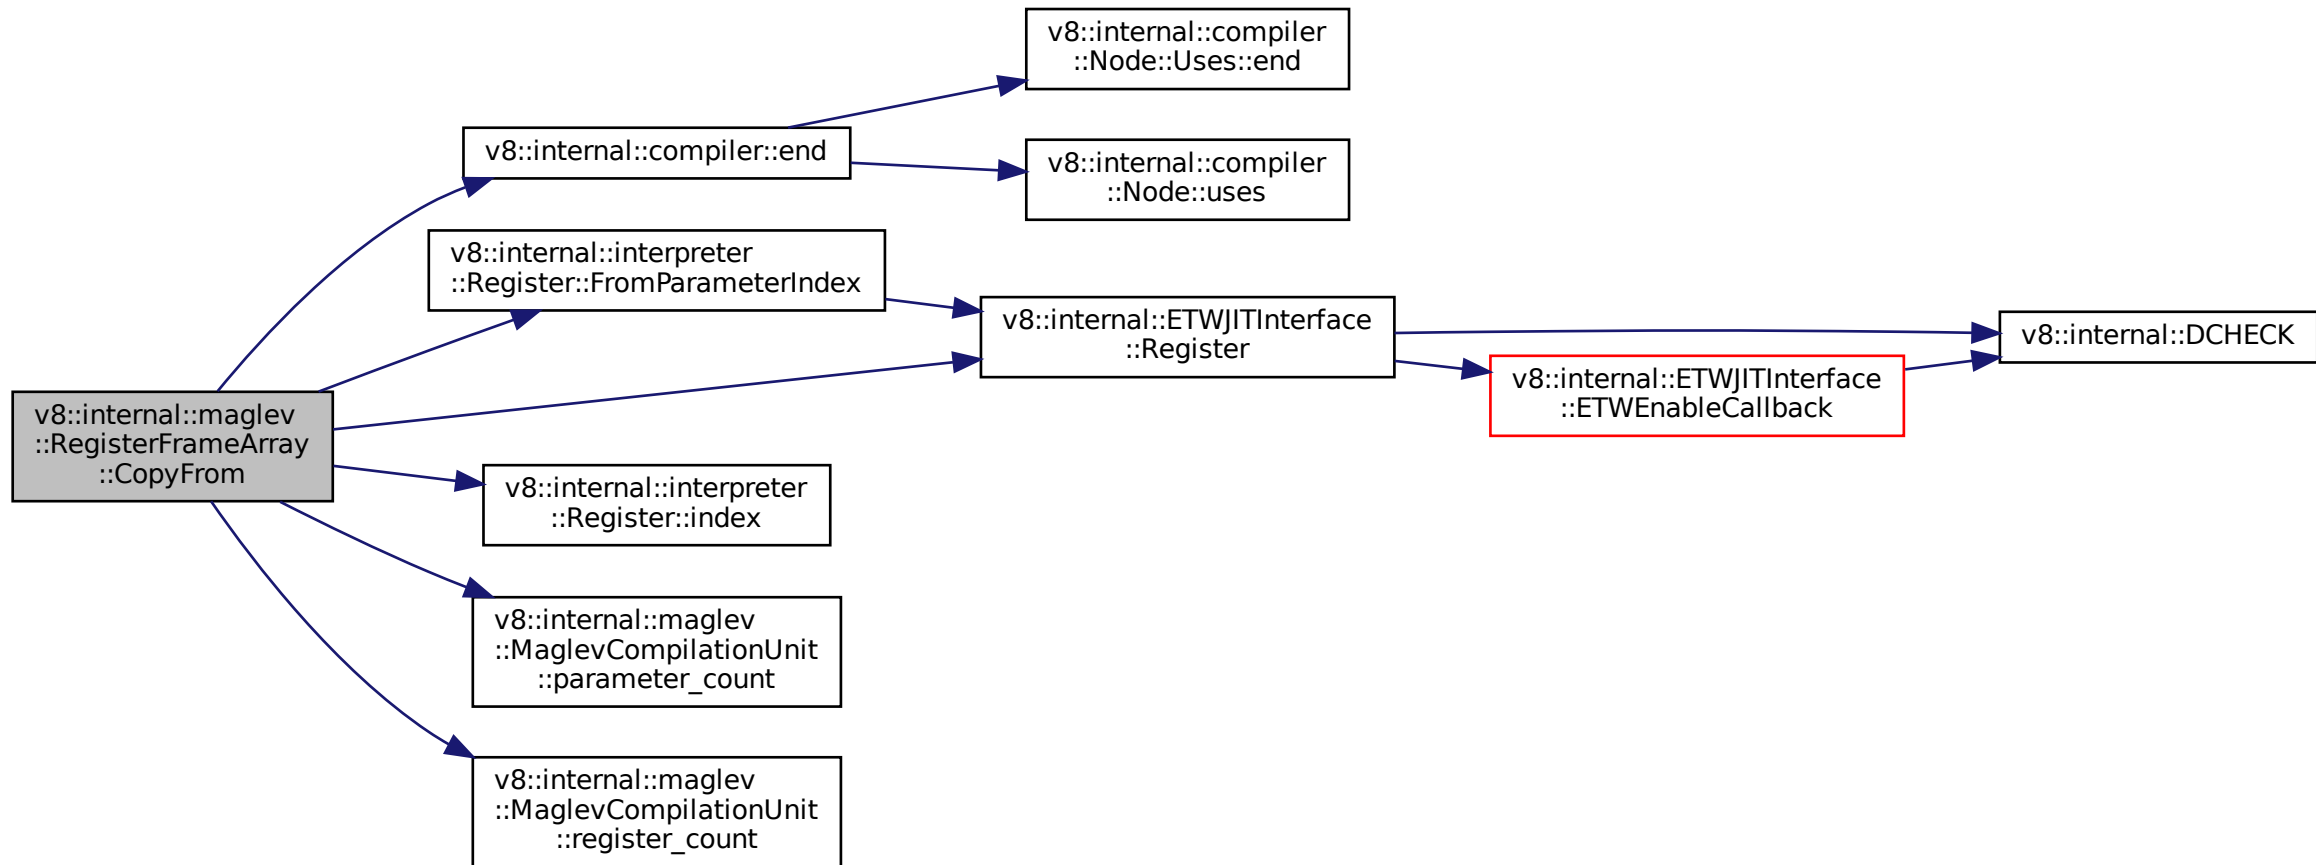 v8::internal::compiler
::Node::Uses::end
v8::internal::compiler::end
v8::internal::compiler
::Node::uses
v8::internal::interpreter
::Register::FromParameterIndex
v8::internal::ETWJITInterface
::Register
v8::internal::DCHECK
v8::internal::ETWJITInterface
::ETWEnableCallback
v8::internal::maglev
::RegisterFrameArray
::CopyFrom
v8::internal::interpreter
::Register::index
v8::internal::maglev
::MaglevCompilationUnit
::parameter_count
v8::internal::maglev
::MaglevCompilationUnit
::register_count